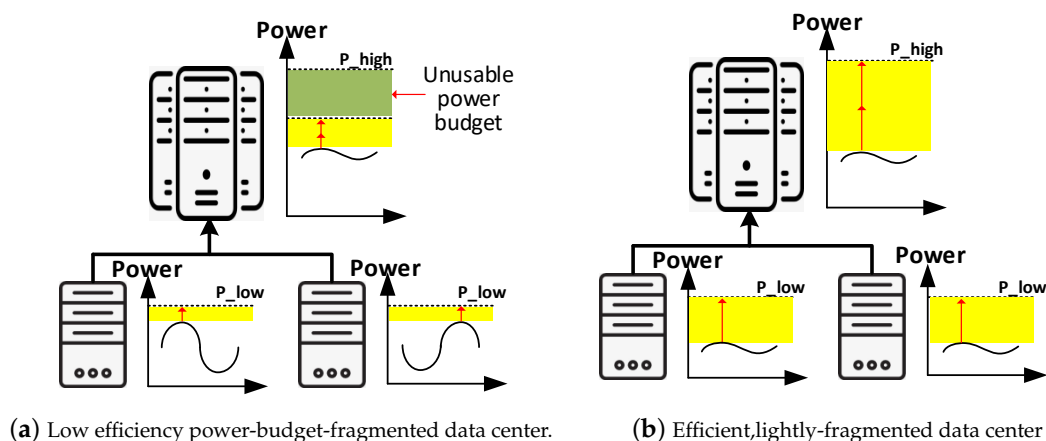 Power
P_high
Unusable
power
budget
Power
P_low
Power
P_low
(a) Low efficiency power-budget-fragmented data center.
Power
P_high
Power
P_low
Power
P_low
(b) Efficient,lightly-fragmented data center